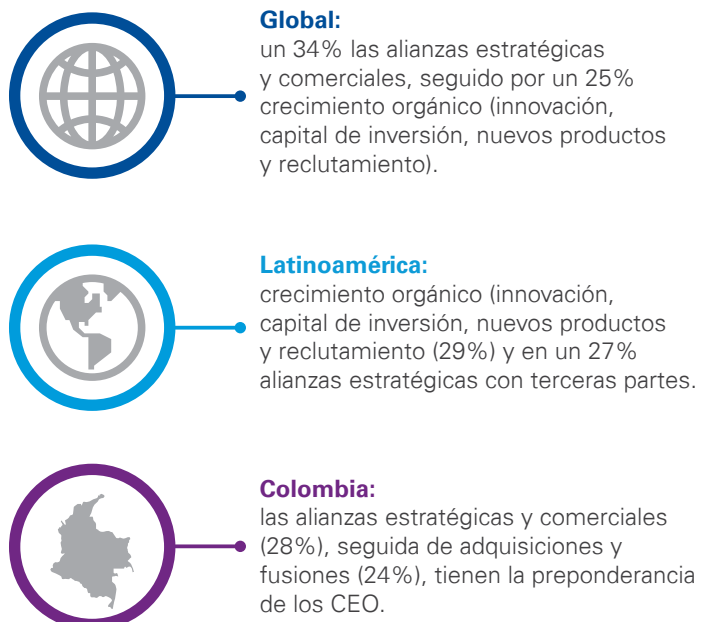 Global:
un 34% las alianzas estratégicas
y comerciales, seguido por un 25%
crecimiento orgánico (innovación,
capital de inversión, nuevos productos
y reclutamiento).
Latinoamérica:
crecimiento orgánico (innovación,
capital de inversión, nuevos productos
y reclutamiento (29%) y en un 27%
alianzas estratégicas con terceras partes.
Colombia:
las alianzas estratégicas y comerciales
(28%), seguida de adquisiciones y
fusiones (24%), tienen la preponderancia
de los CEO.